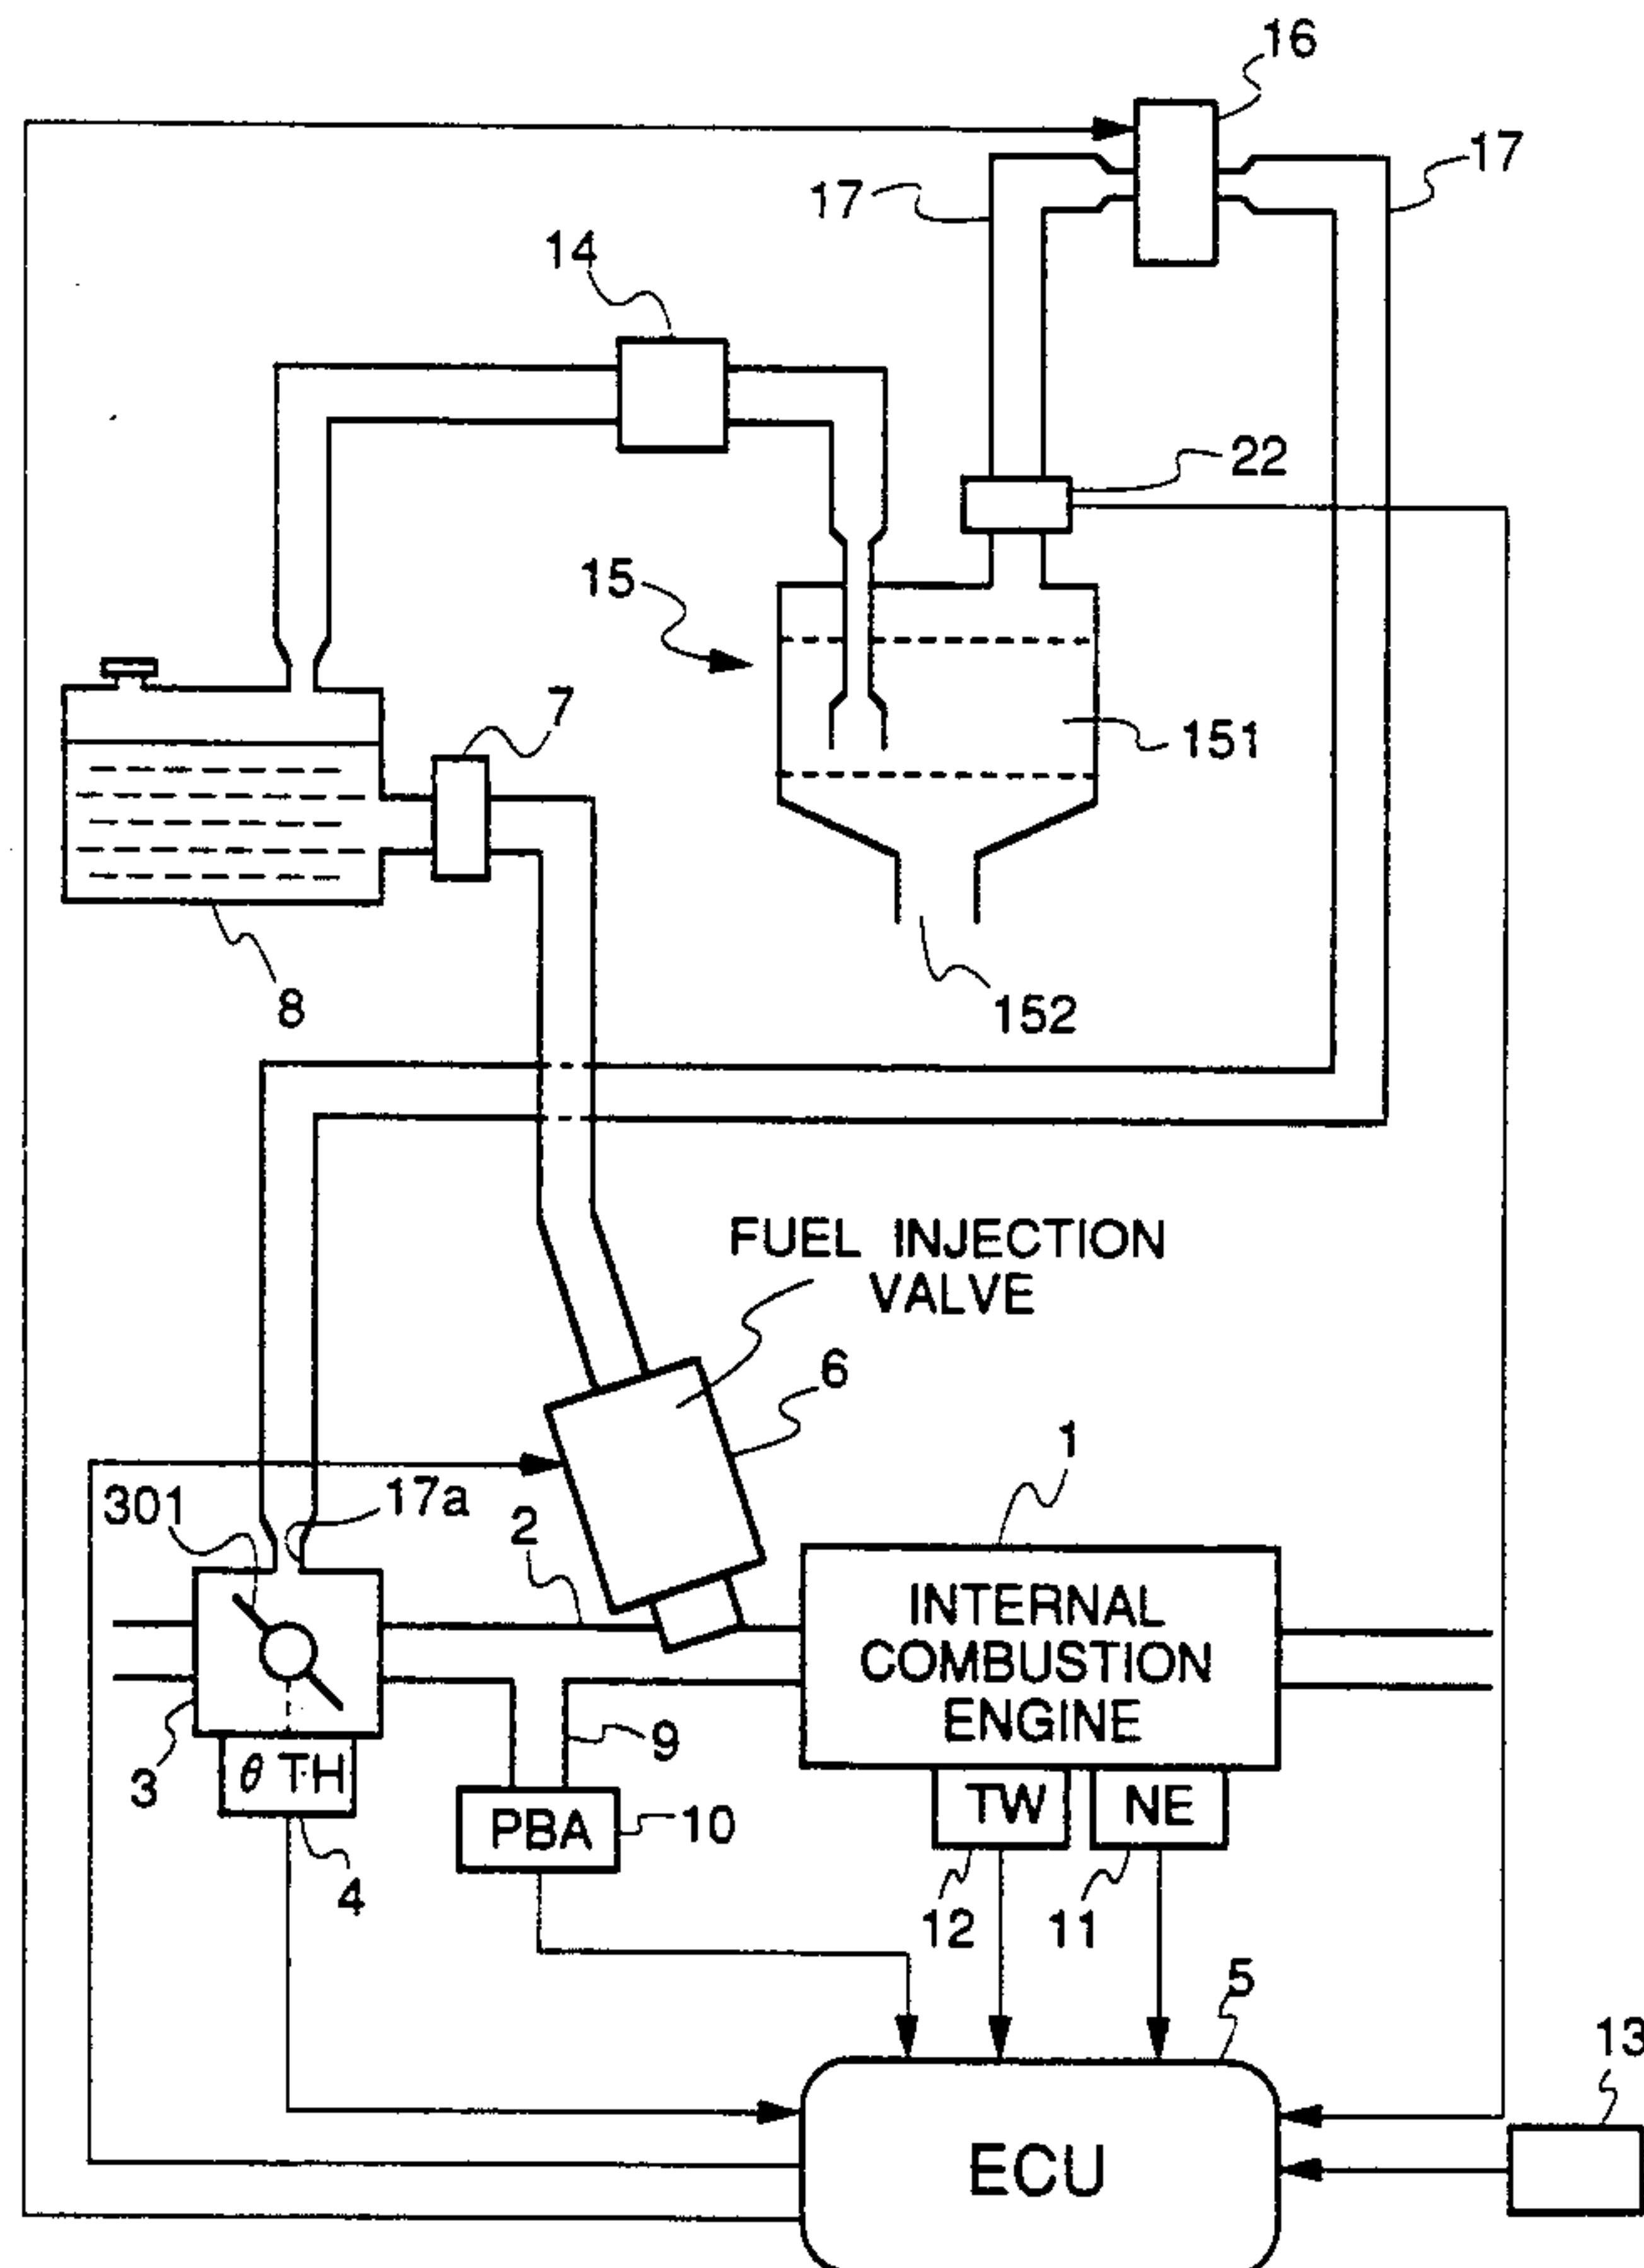 16
17
17
14
22
15
7
151
8
152
FUEL INJECTION
VALVE
6
1
301
17a
2
INTERNAL
COMBUSTION
ENGINE
3
θ TH
9
PBA
10
TW
NE
4
12
11
5
13
ECU